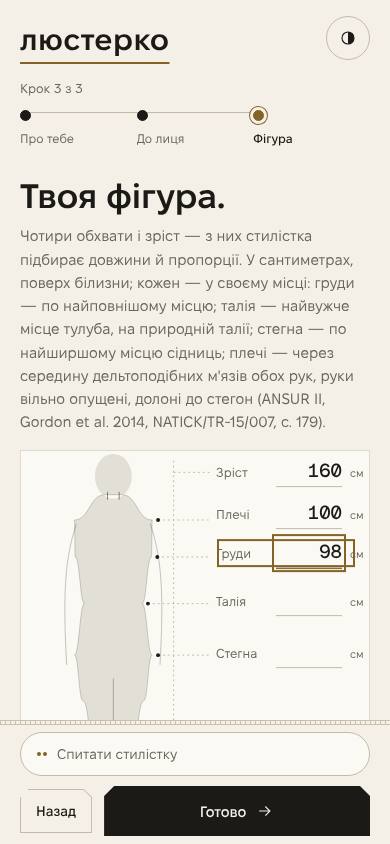 люстерко
Крок 3 з 3
Про тебе
До лиця
Фігура
Твоя фігура.
Чотири обхвати і зріст — з них стилістка
підбирає довжини й пропорції. У сантиметрах,
поверх білизни; кожен — у своєму місці: груди
— по найповнішому місцю; талія — найвужче
місце тулуба, на природній талії; стегна — по
найширшому місцю сідниць; плечі — через
середину дельтоподібних м'язів обох рук, руки
вільно опущені, долоні до стегон (ANSUR II,
Gordon et al. 2014, NATICK/TR-15/007, с. 179).
Зріст 160 см
Плечі 100 см
Груди 98 см
Талія см
Стегна см
Спитати стилістку
Назад
Готово →